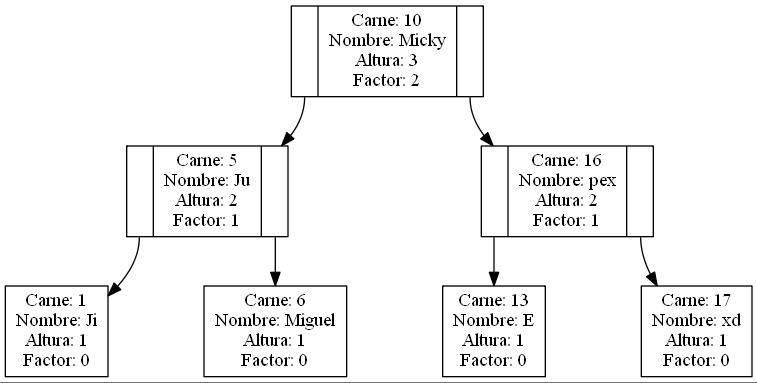 Carne: 10
Nombre: Micky
Altura: 3
Factor: 2
Carne: 5
Nombre: Ju
Altura: 2
Factor: 1
Carne: 16
Nombre: pex
Altura: 2
Factor: 1
Carne: 1
Nombre: Ji
Altura: 1
Factor: 0
Carne: 6
Nombre: Miguel
Altura: 1
Factor: 0
Carne: 13
Nombre: E
Altura: 1
Factor: 0
Carne: 17
Nombre: xd
Altura: 1
Factor: 0